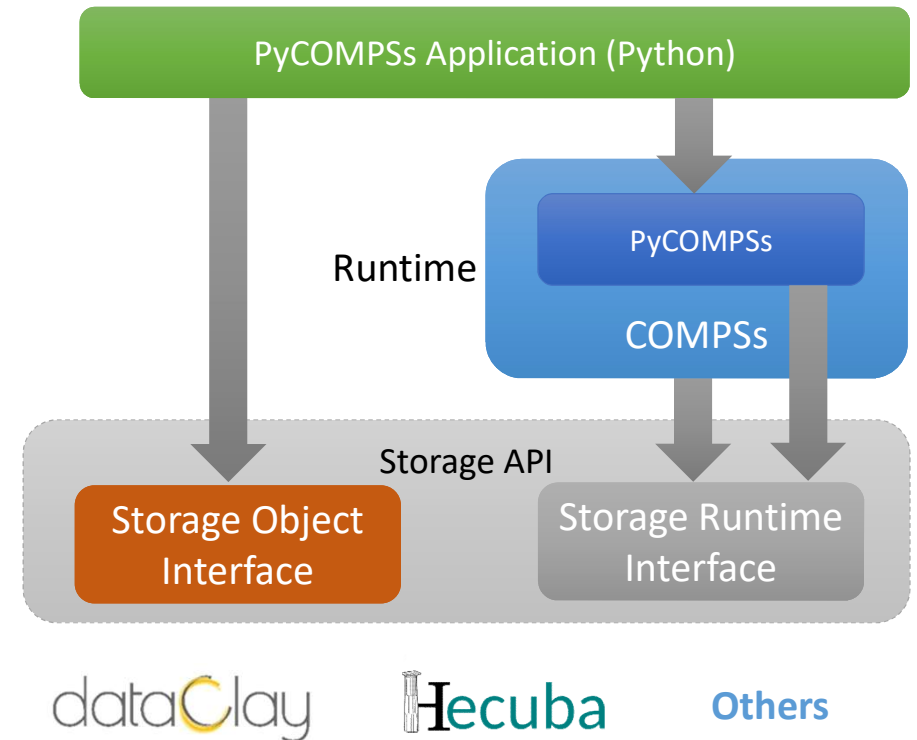 PyCOMPSs Application (Python)
PyCOMPSs
Runtime
COMPSs
Storage API
Storage Object
Interface
Storage Runtime
Interface
dataClay
Hecuba
Others